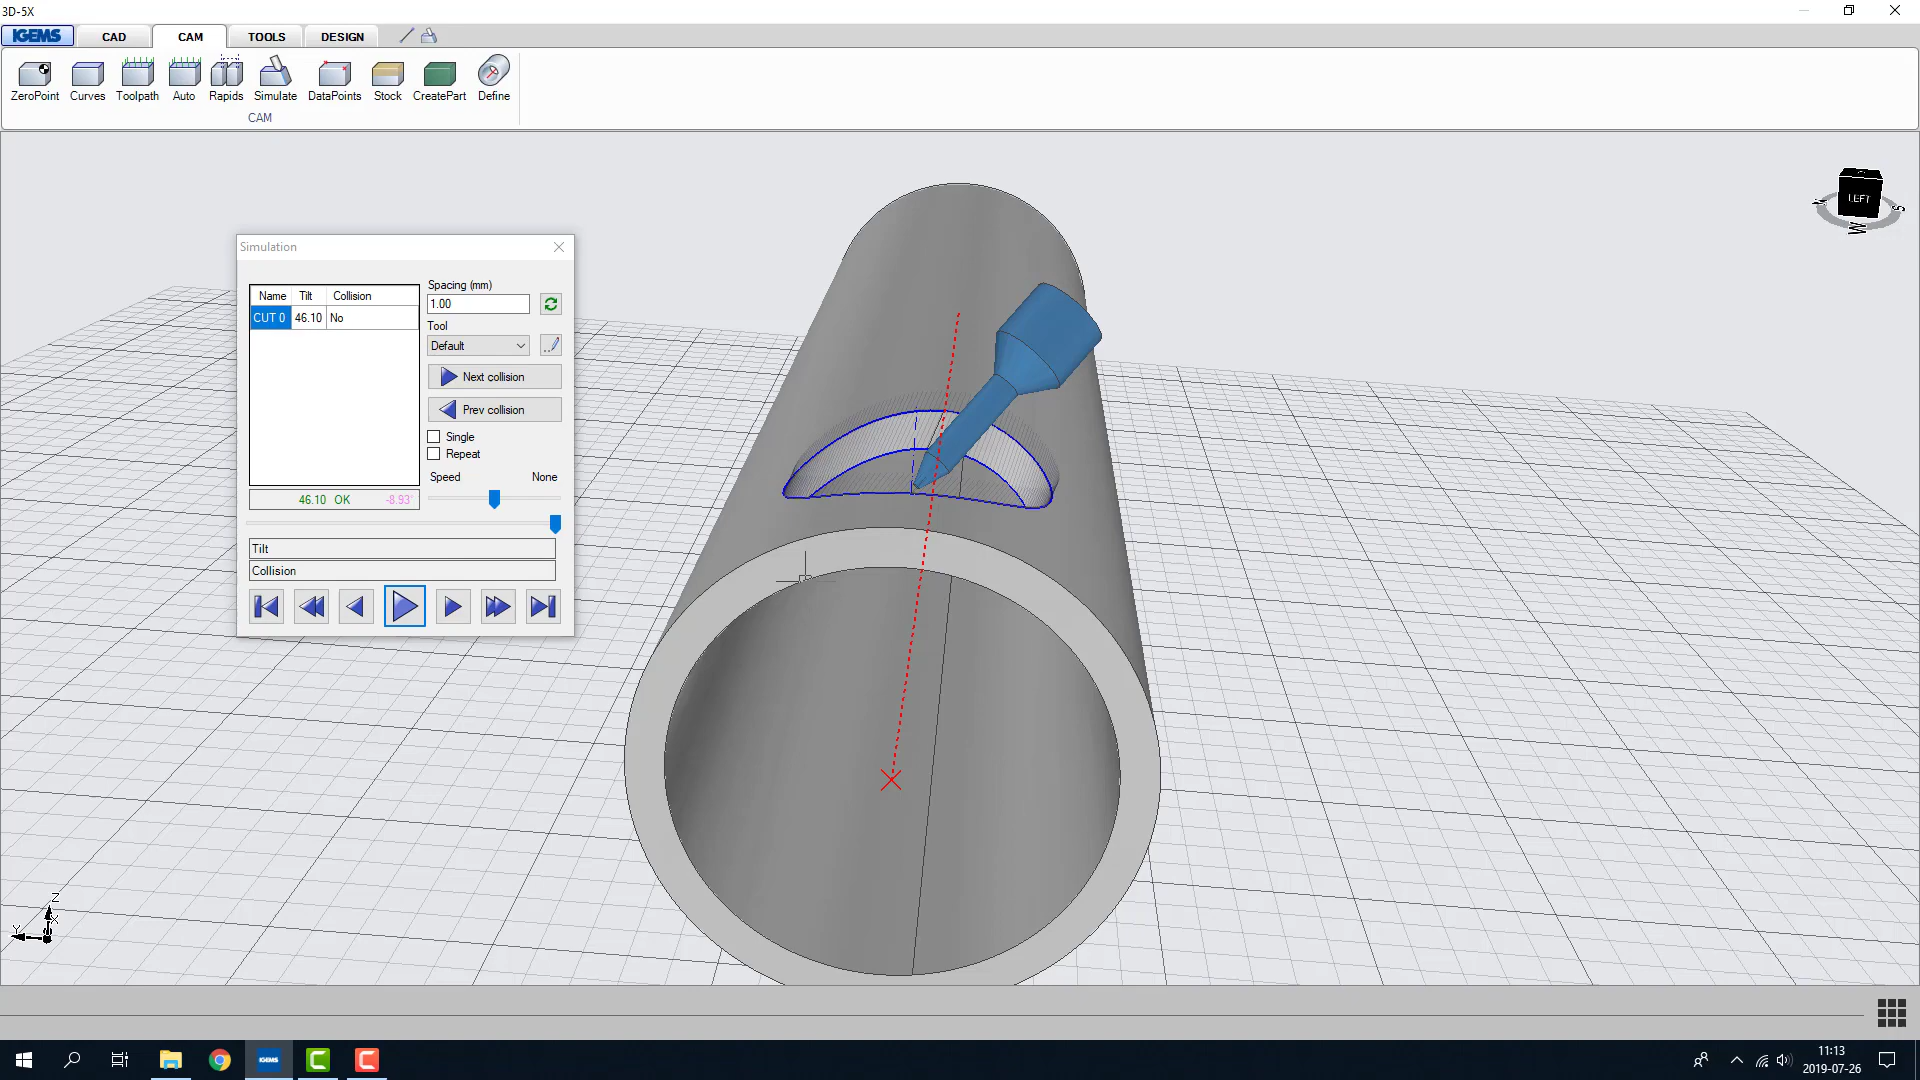 3D-5X
IGEMS CAD CAM TOOLS DESIGN
ZeroPoint Curves Toolpath Auto Rapids Simulate DataPoints Stock CreatePart Define
CAM
LEFT
N S
W
Simulation
Name Tilt Collision
CUT 0 46.10 No
Spacing (mm)
1.00
Tool
Default
Next collision
Prev collision
Single
Repeat
Speed None
46.10 OK -8.93°
Tilt
Collision
Z
X
Y
IGEMS
11:13
2019-07-26